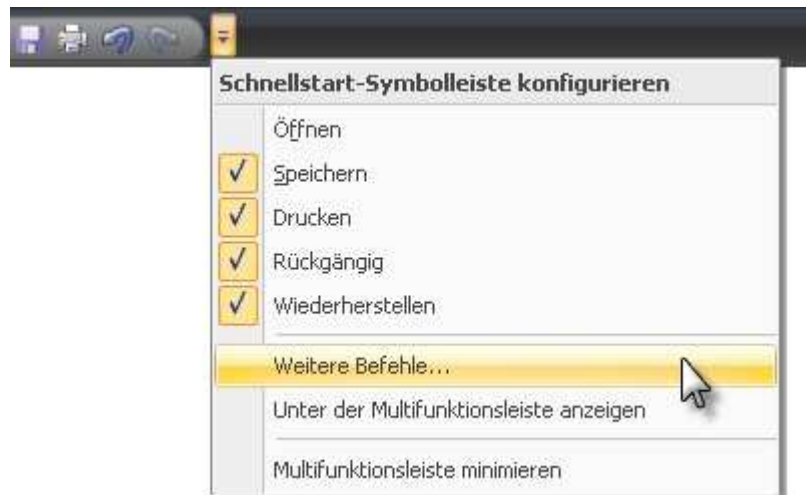 Schnellstart-Symbolleiste konfigurieren
Öffnen
Speichern
Drucken
Rückgängig
Wiederherstellen
Weitere Befehle...
Unter der Multifunktionsleiste anzeigen
Multifunktionsleiste minimieren